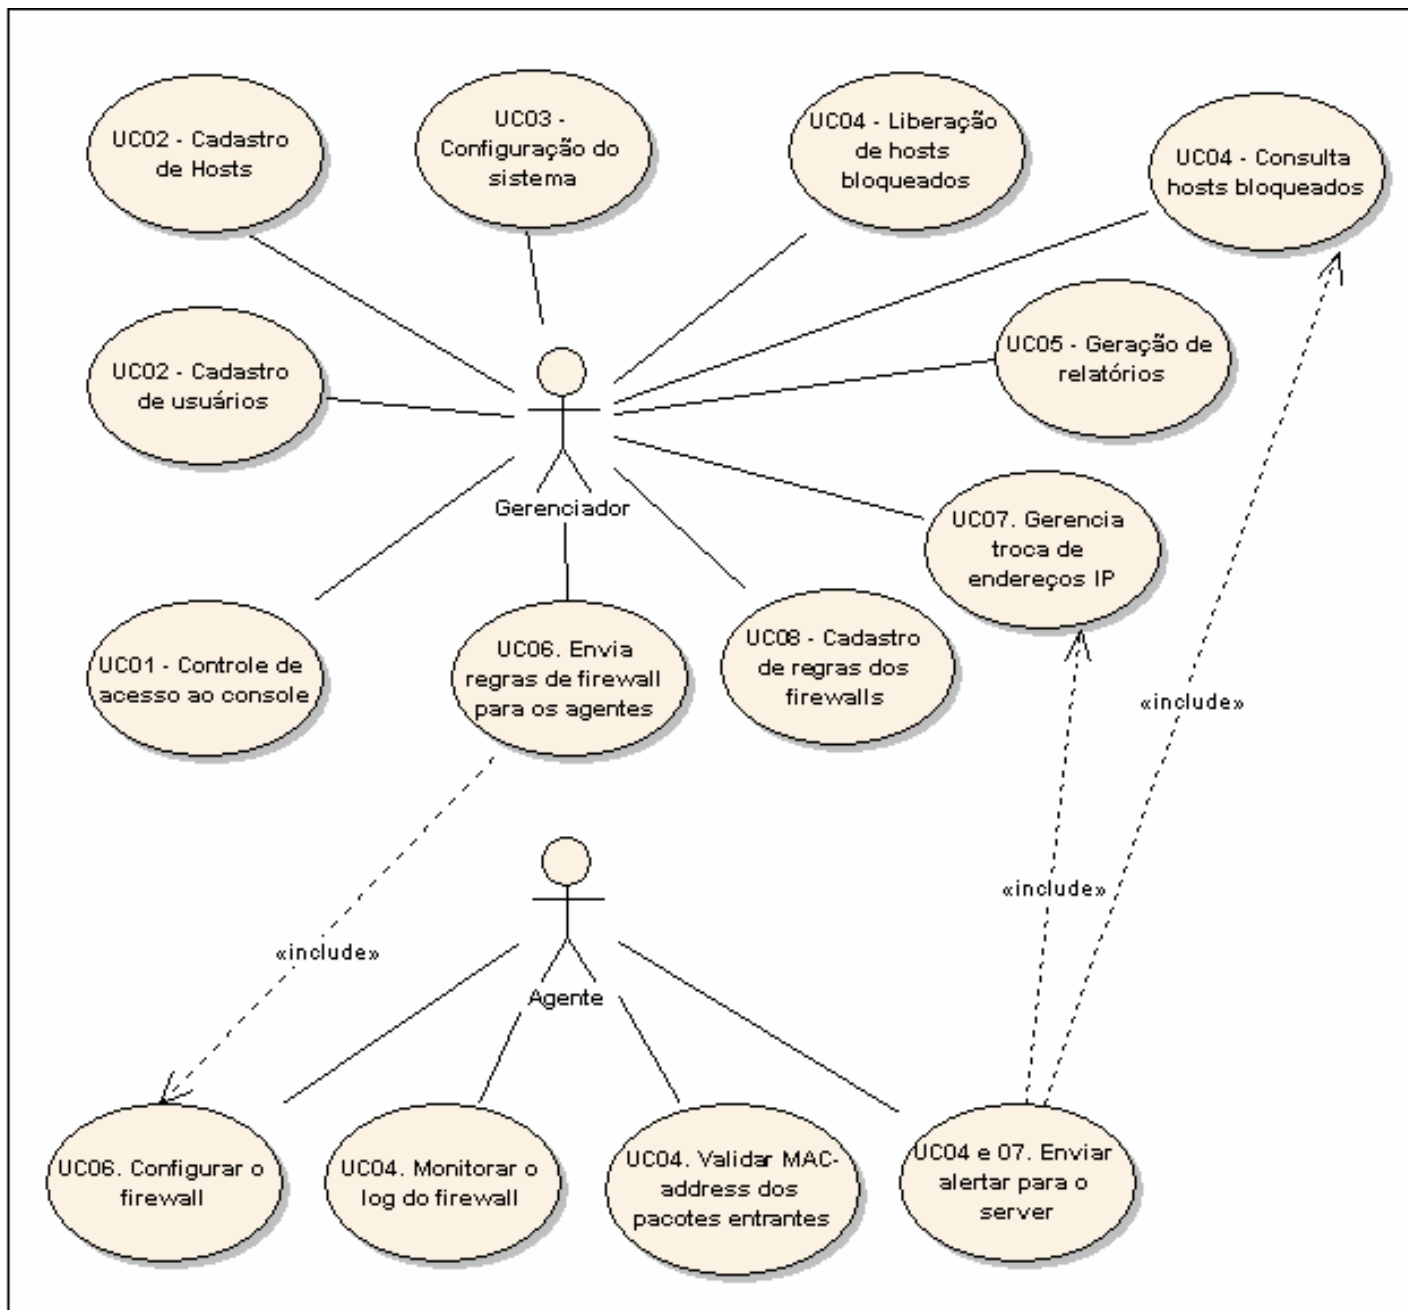 UC02 - Cadastro
de Hosts
UC03 -
Configuração do
sistema
UC04 - Liberação
de hosts
bloqueados
UC04 - Consulta
hosts bloqueados
UC02 - Cadastro
de usuários
UC05 - Geração de
relatórios
Gerenciador
UC07. Gerencia
troca de
endereços IP
UC01 - Controle de
acesso ao console
UC06. Envia
regras de firewall
para os agentes
UC08 - Cadastro
de regras dos
firewalls
«include»
«include»
«include»
Agente
UC06. Configurar o
firewall
UC04. Monitorar o
log do firewall
UC04. Validar MAC-
address dos
pacotes entrantes
UC04 e 07. Enviar
alertar para o
server